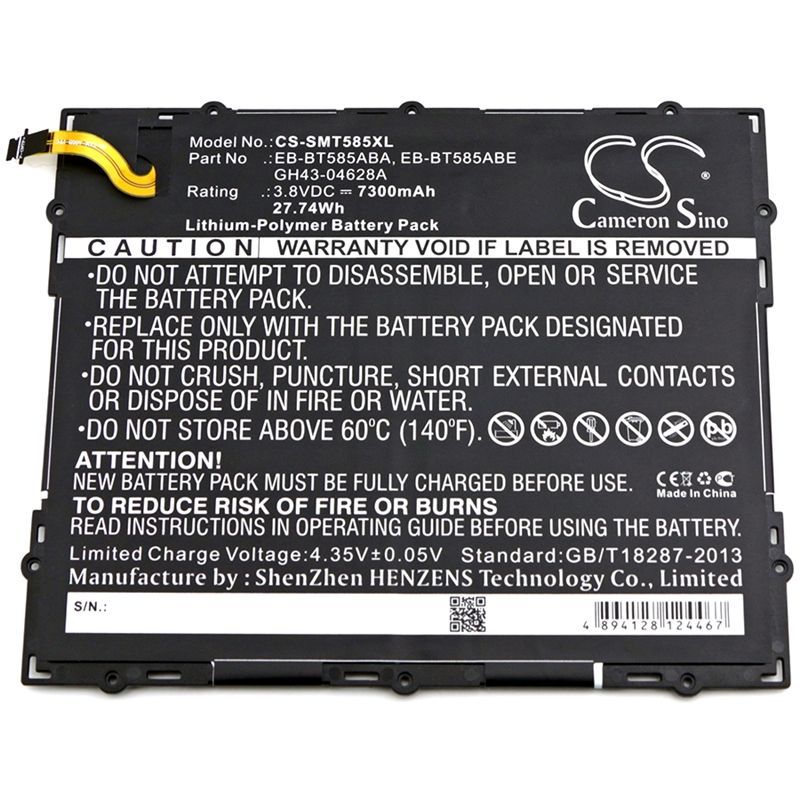 Model No.: CS-SMT585XL
Part No : EB-BT585ABA, EB-BT585ABE
GH43-04628A
Rating : 3.8VDC ⎓ 7300mAh
27.74Wh
Lithium-Polymer Battery Pack
CS
Cameron Sino
CAUTION WARRANTY VOID IF LABEL IS REMOVED
•DO NOT ATTEMPT TO DISASSEMBLE, OPEN OR SERVICE
THE BATTERY PACK.
•REPLACE ONLY WITH THE BATTERY PACK DESIGNATED
FOR THIS PRODUCT.
•DO NOT CRUSH, PUNCTURE, SHORT EXTERNAL CONTACTS
OR DISPOSE OF IN FIRE OR WATER.
•DO NOT STORE ABOVE 60ºC (140ºF).
Pb
ATTENTION!
NEW BATTERY PACK MUST BE FULLY CHARGED BEFORE USE.
CE
Made In China
TO REDUCE RISK OF FIRE OR BURNS
READ INSTRUCTIONS IN OPERATING GUIDE BEFORE USING THE BATTERY.
Limited Charge Voltage:4.35V±0.05V Standard:GB/T18287-2013
Manufacture by : ShenZhen HENZENS Technology Co., Limited
S/N.:
4 894128 124467